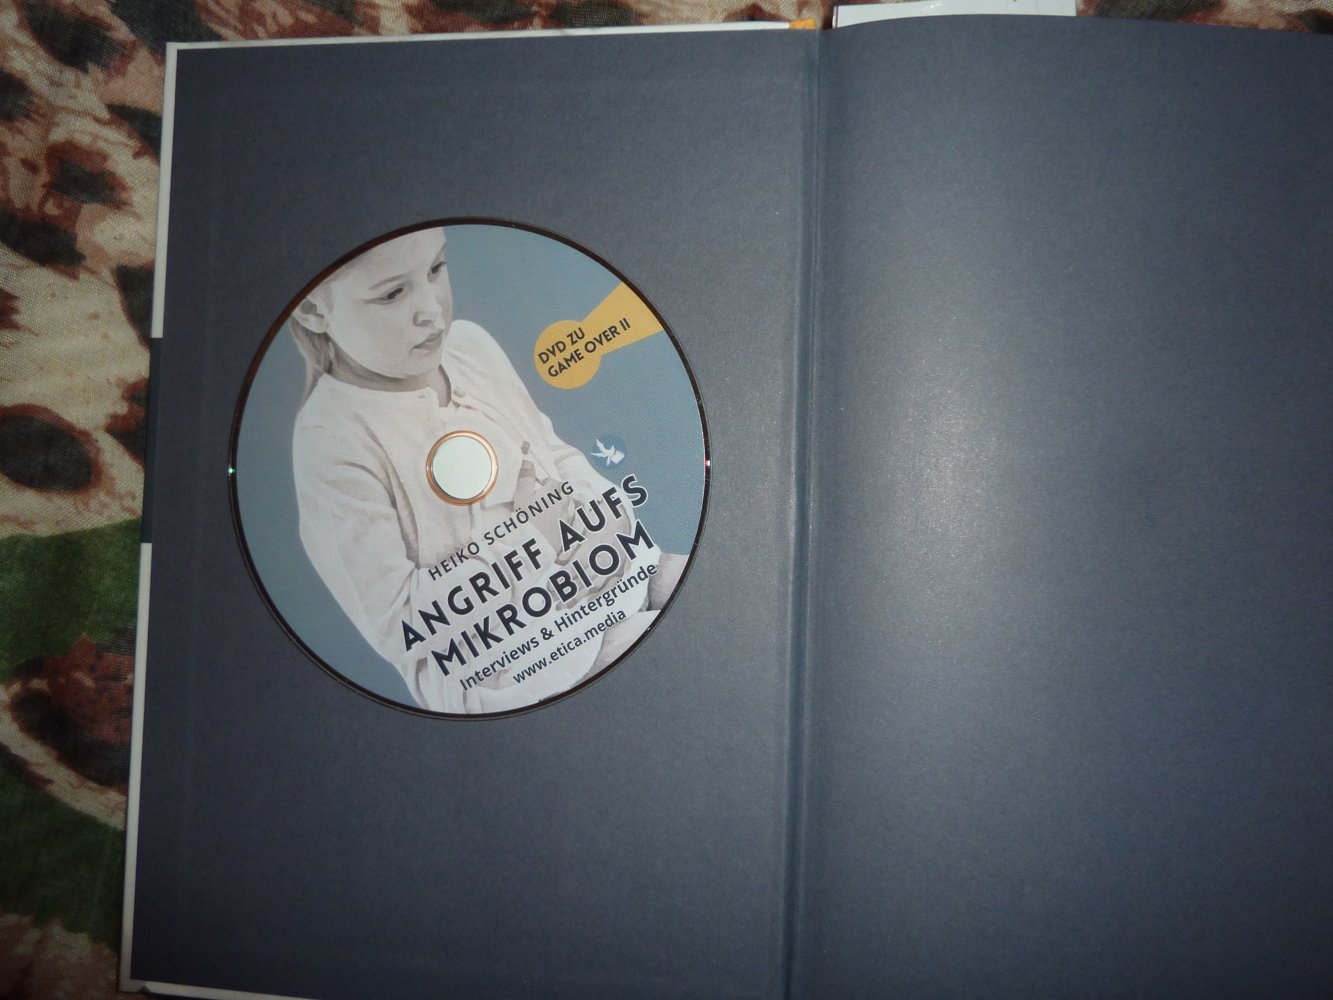 DVD ZU
GAME OVER II
HEIKO SCHÖNING
ANGRIFF AUFS
MIKROBIOM
Interviews & Hintergründe
www.etica.media